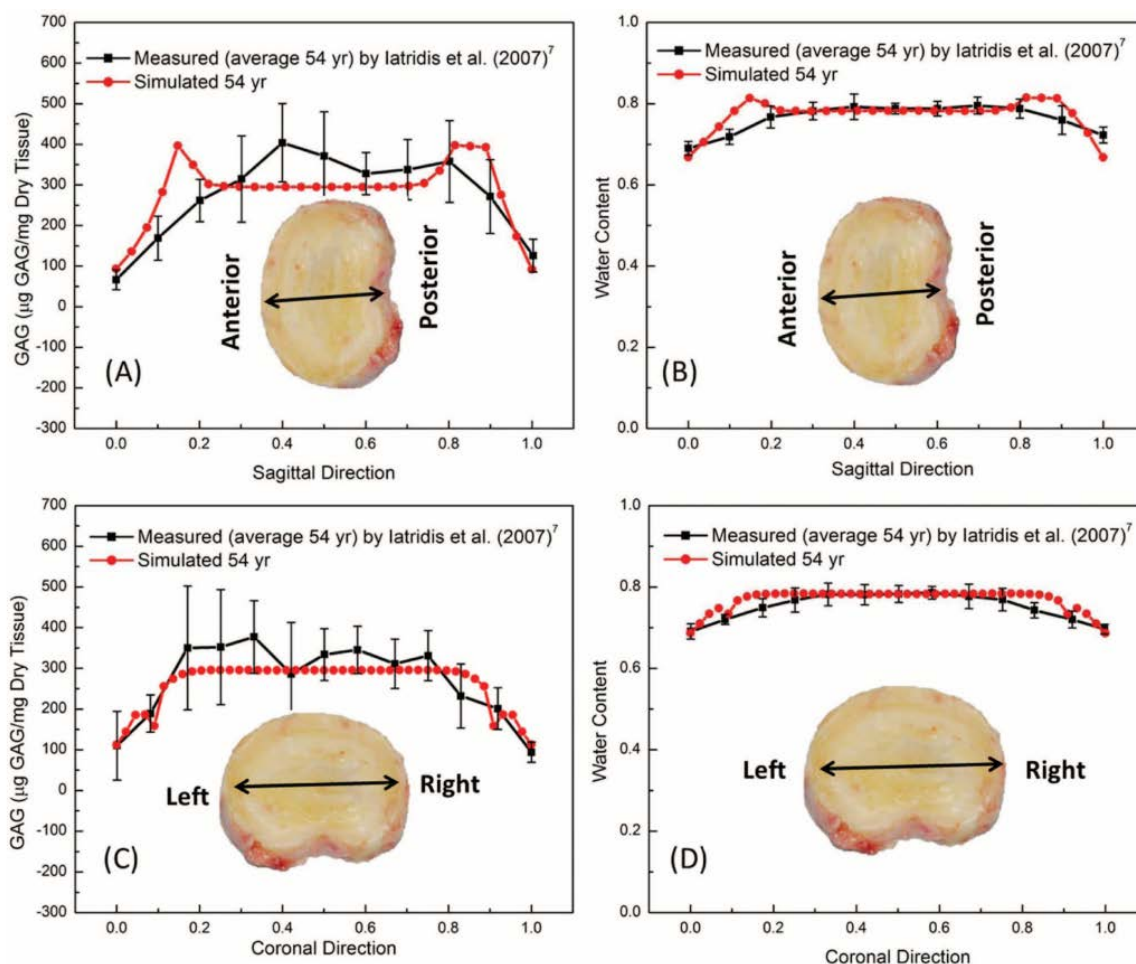 700
600
500
400
300
200
100
0
-100
-200
-300
GAG (μg GAG/mg Dry Tissue)
Measured (average 54 yr) by Iatridis et al. (2007)7
Simulated 54 yr
Anterior
Posterior
(A)
0.0 0.2 0.4 0.6 0.8 1.0
Sagittal Direction
1.0
0.8
0.6
0.4
0.2
0.0
Water Content
Measured (average 54 yr) by Iatridis et al. (2007)7
Simulated 54 yr
Anterior
Posterior
(B)
0.0 0.2 0.4 0.6 0.8 1.0
Sagittal Direction
700
600
500
400
300
200
100
0
-100
-200
-300
GAG (μg GAG/mg Dry Tissue)
Measured (average 54 yr) by Iatridis et al. (2007)7
Simulated 54 yr
Left
Right
(C)
0.0 0.2 0.4 0.6 0.8 1.0
Coronal Direction
1.0
0.8
0.6
0.4
0.2
0.0
Water Content
Measured (average 54 yr) by Iatridis et al. (2007)7
Simulated 54 yr
Left
Right
(D)
0.0 0.2 0.4 0.6 0.8 1.0
Coronal Direction